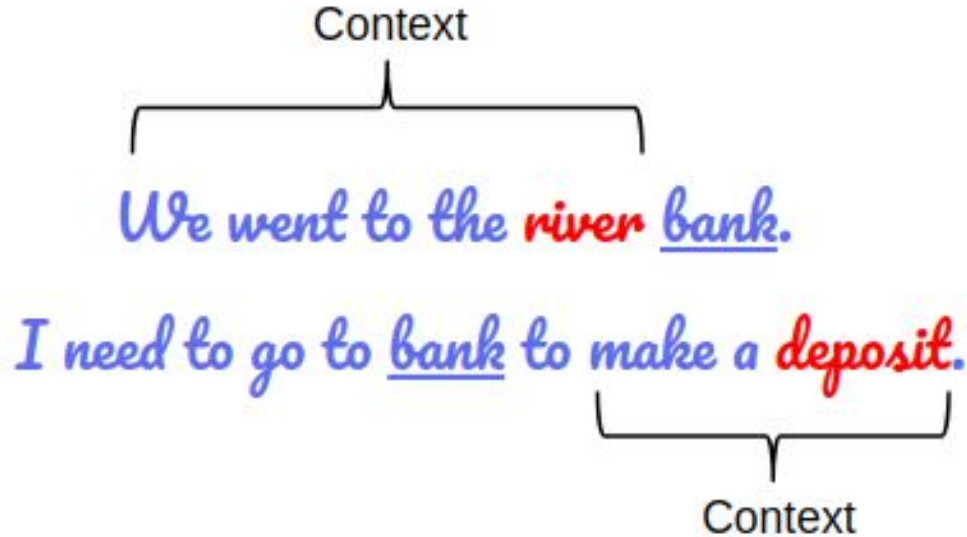 Context
We went to the river bank.
I need to go to bank to make a deposit.
Context